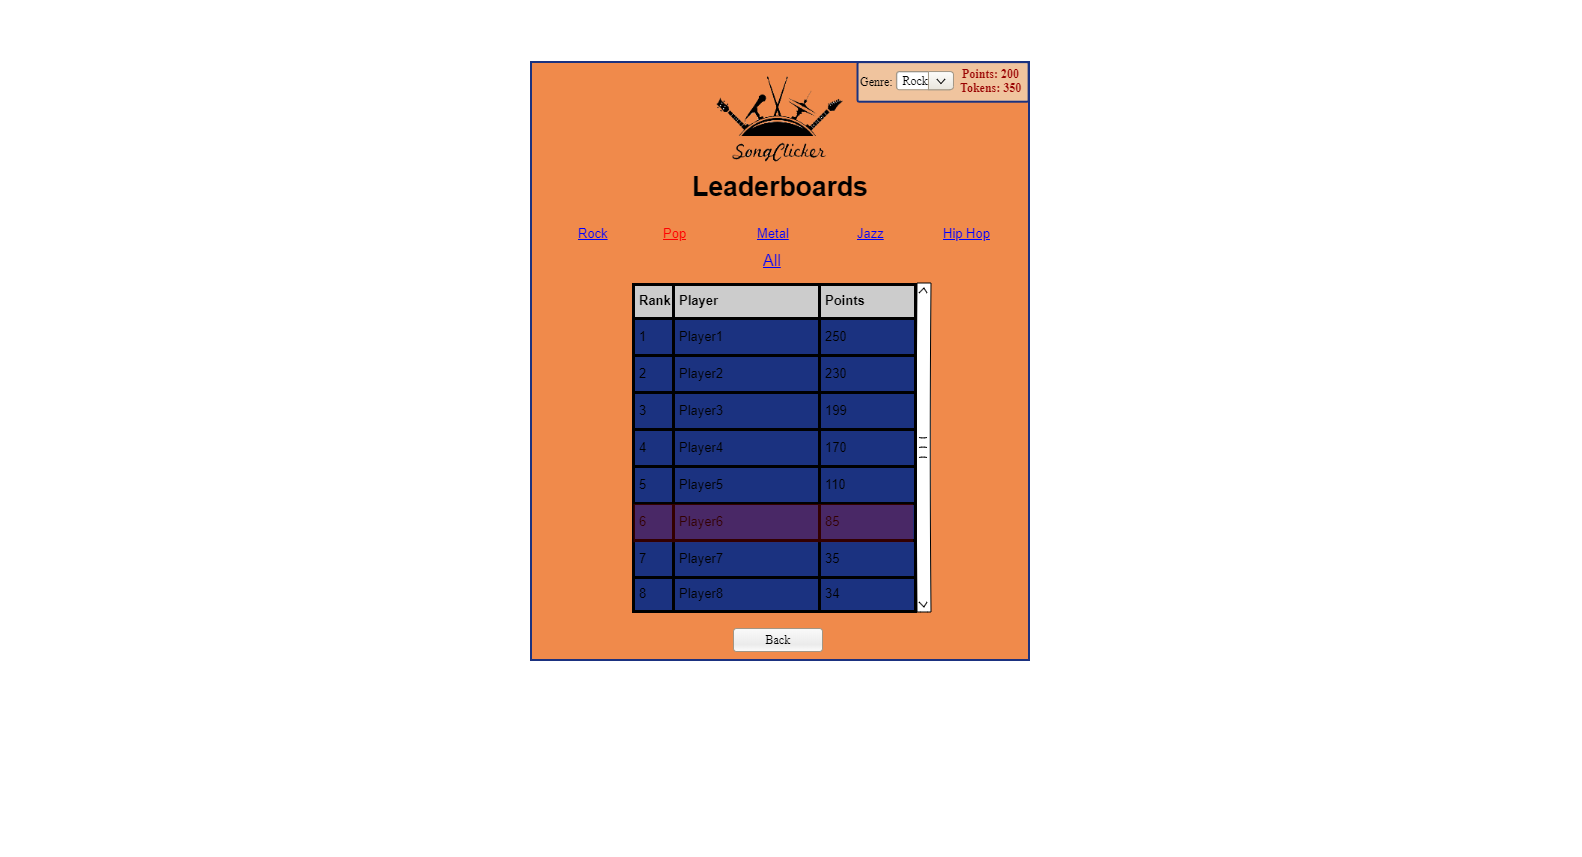 Genre: Rock Points: 200
Tokens: 350
SongClicker
Leaderboards
Rock Pop Metal Jazz Hip Hop
All
Rank Player Points
1 Player1 250
2 Player2 230
3 Player3 199
4 Player4 170
5 Player5 110
6 Player6 85
7 Player7 35
8 Player8 34
Back